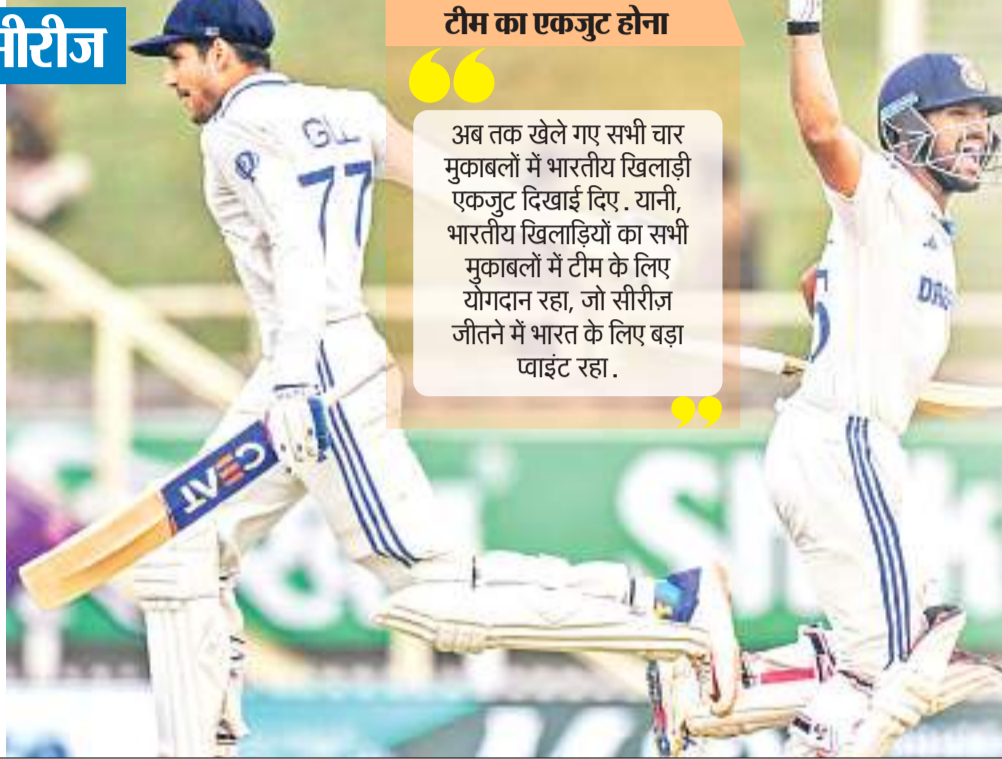 सीरीज
टीम का एकजुट होना
अब तक खेले गए सभी चार
मुकाबलों में भारतीय खिलाड़ी
एकजुट दिखाई दिए. यानी,
भारतीय खिलाड़ियों का सभी
मुकाबलों में टीम के लिए
योगदान रहा, जो सीरीज़
जीतने में भारत के लिए बड़ा
प्वाइंट रहा.
GILL
77
CEAT